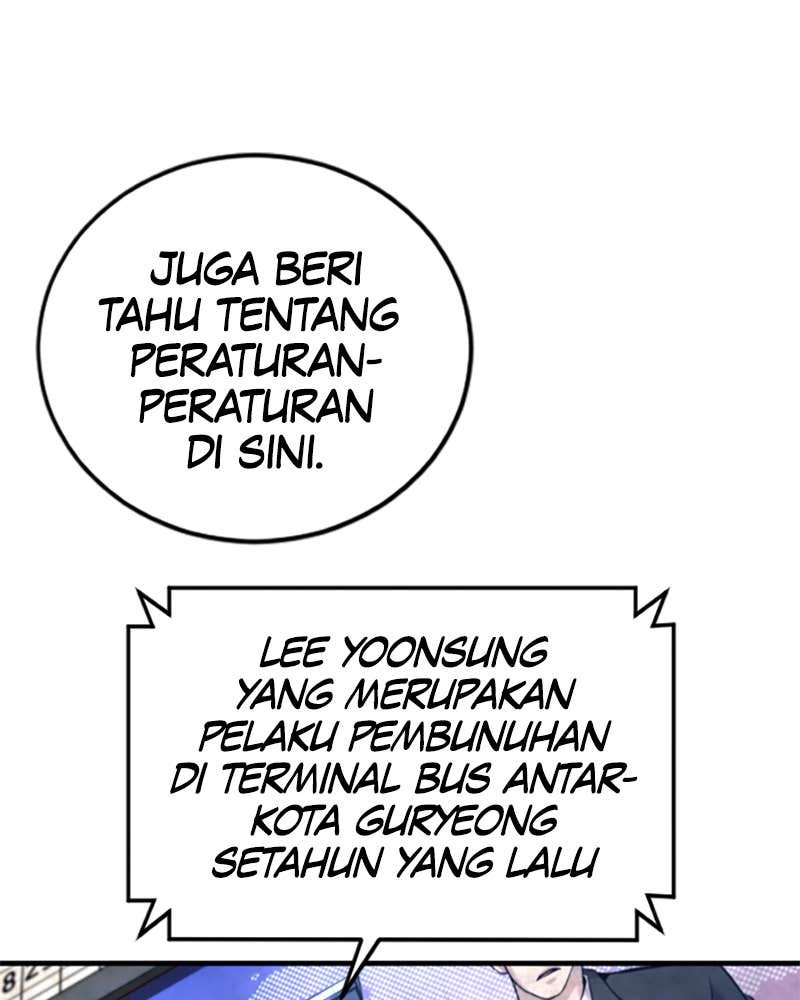 JUGA BERI
TAHU TENTANG
PERATURAN-
PERATURAN
DI SINI.
LEE YOONSUNG
YANG MERUPAKAN
PELAKU PEMBUNUHAN
DI TERMINAL BUS ANTAR-
KOTA GURYEONG
SETAHUN YANG LALU
8